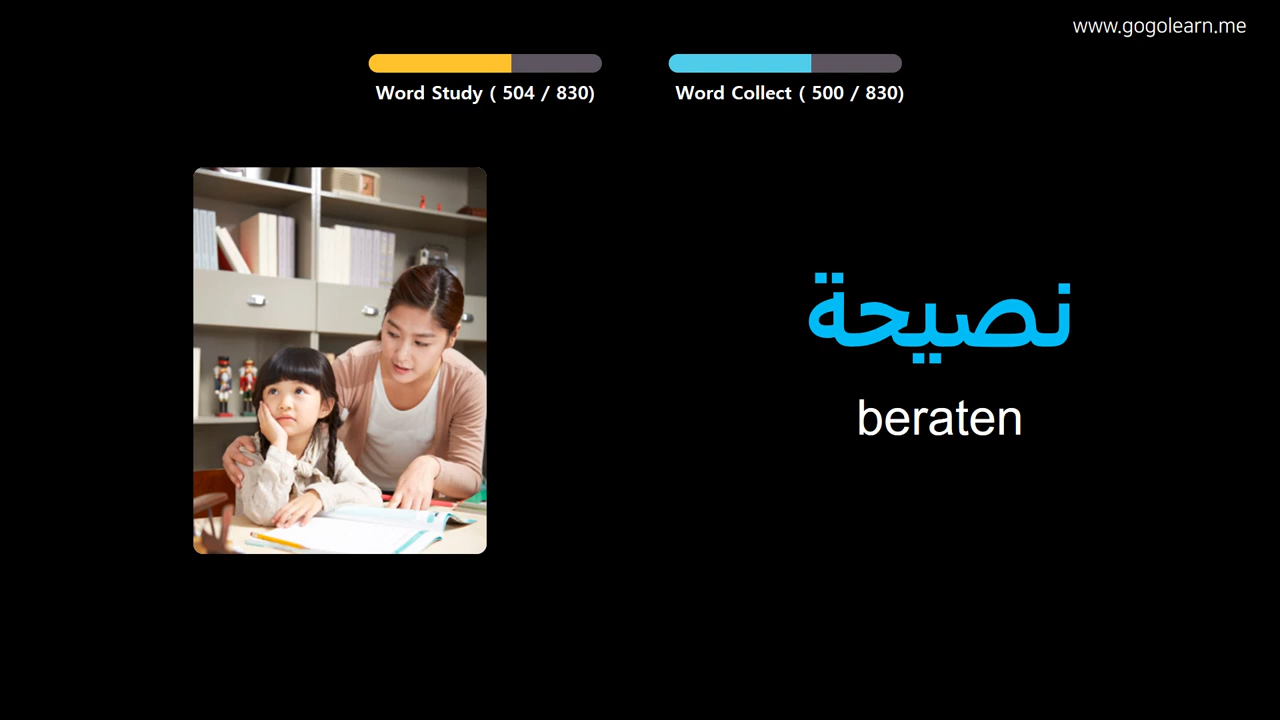 www.gogolearn.me
Word Study ( 504 / 830)
Word Collect ( 500 / 830)
نصيحة
beraten